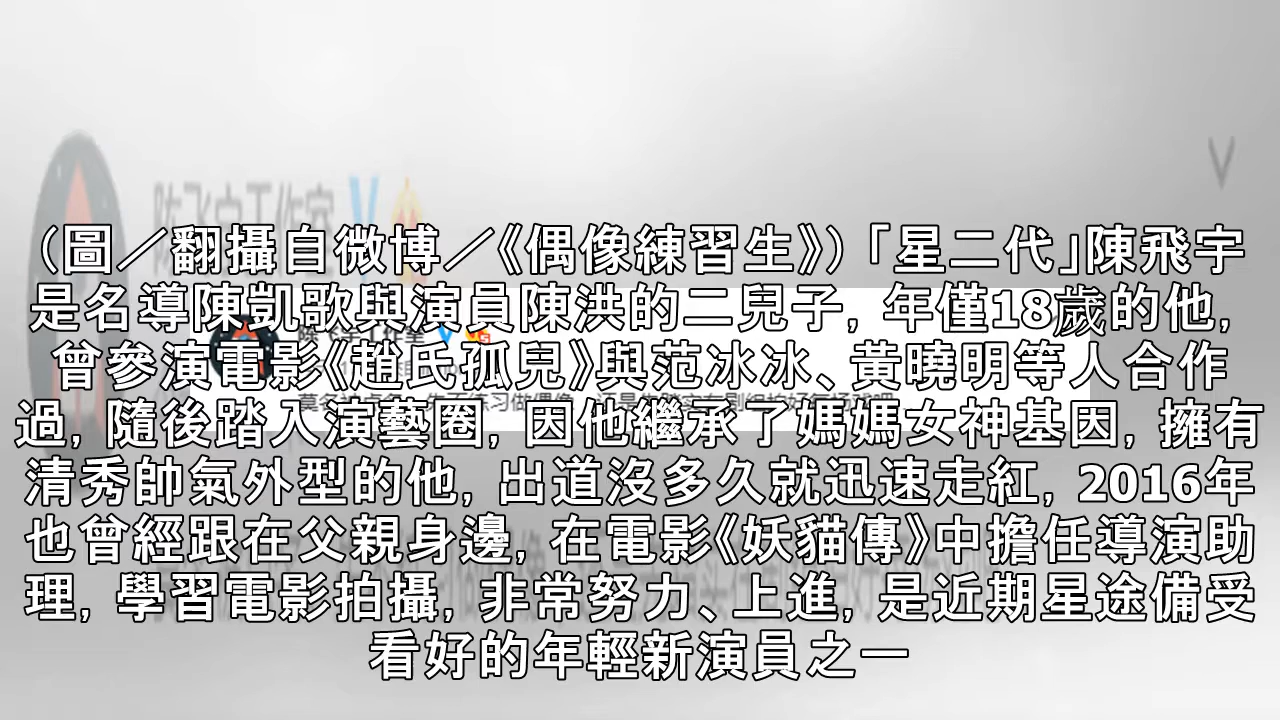 陈飞宇工作室
(圖／翻攝自微博／《偶像練習生》)「星二代」陳飛宇
是名導陳凱歌與演員陳洪的二兒子, 年僅18歲的他,
曾參演電影《趙氏孤兒》與范冰冰、黃曉明等人合作
過, 隨後踏入演藝圈, 因他繼承了媽媽女神基因, 擁有
清秀帥氣外型的他, 出道沒多久就迅速走紅, 2016年
也曾經跟在父親身邊, 在電影《妖貓傳》中擔任導演助
理, 學習電影拍攝, 非常努力、上進, 是近期星途備受
看好的年輕新演員之一